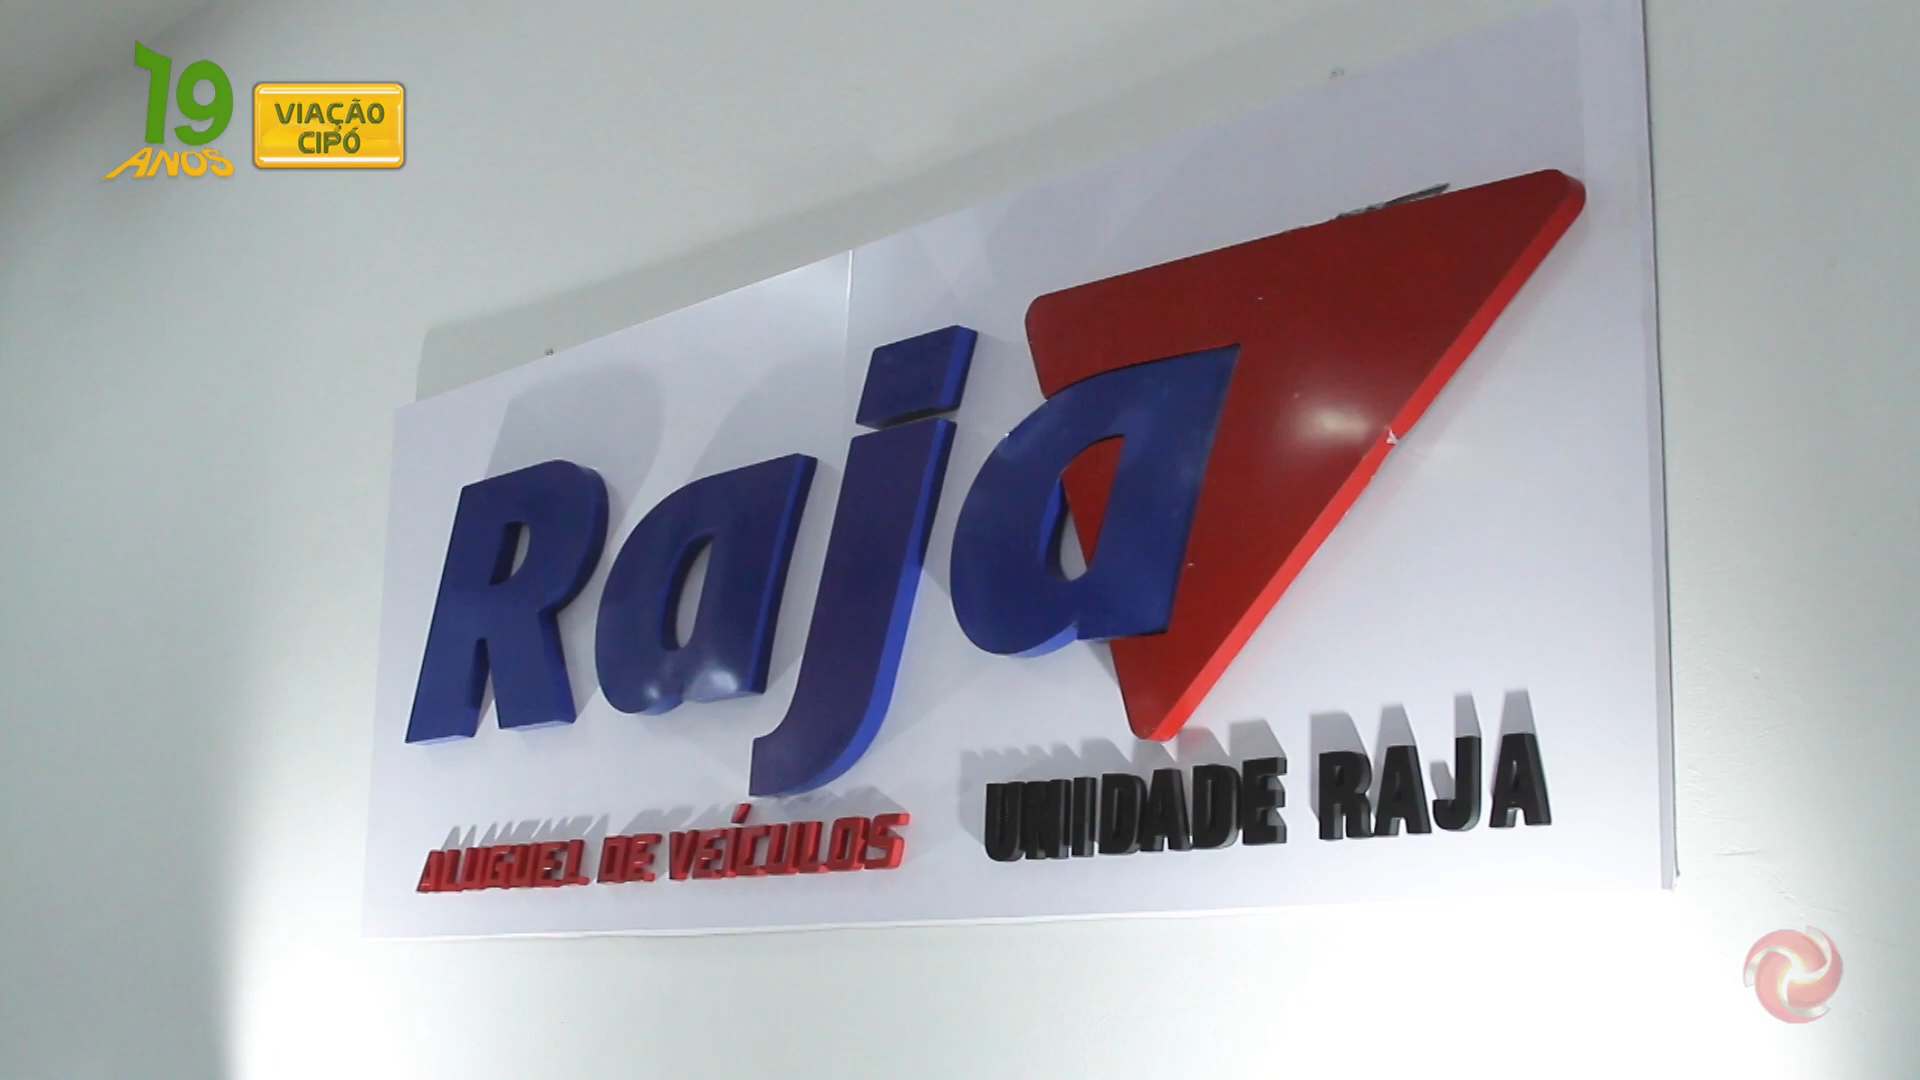 19
ANOS
VIAÇÃO
CIPÓ
Raja
ALUGUEL DE VEÍCULOS
UNIDADE RAJA